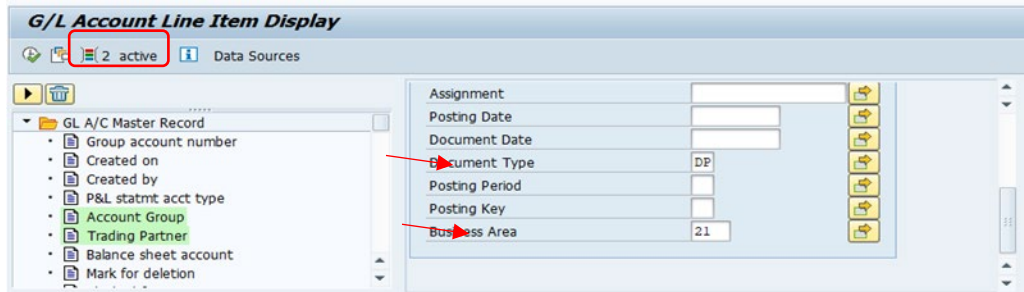 G/L Account Line Item Display
2 active Data Sources
GL A/C Master Record
Group account number
Created on
Created by
P&L statmt acct type
Account Group
Trading Partner
Balance sheet account
Mark for deletion
Assignment
Posting Date
Document Date
Document Type DP
Posting Period
Posting Key
Business Area 21